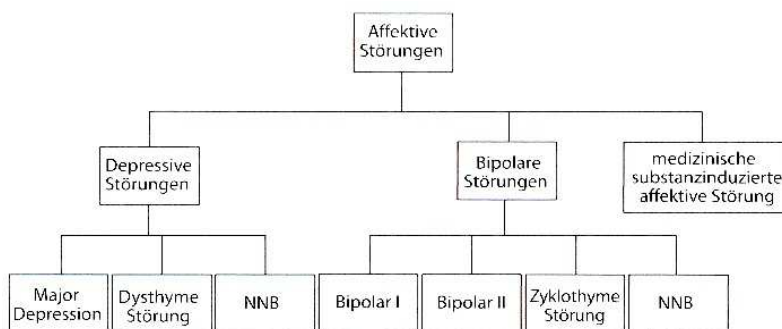 Affektive
Störungen
Depressive
Störungen
Bipolare
Störungen
medizinische
substanzinduzierte
affektive Störung
Major
Depression
Dysthyme
Störung
NNB
Bipolar I
Bipolar II
Zyklothyme
Störung
NNB